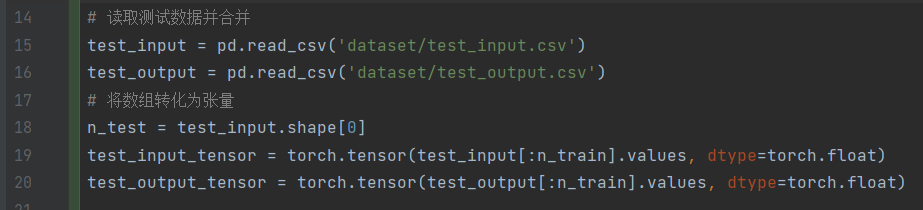 14 # 读取测试数据并合并
15 test_input = pd.read_csv('dataset/test_input.csv')
16 test_output = pd.read_csv('dataset/test_output.csv')
17 # 将数组转化为张量
18 n_test = test_input.shape[0]
19 test_input_tensor = torch.tensor(test_input[:n_train].values, dtype=torch.float)
20 test_output_tensor = torch.tensor(test_output[:n_train].values, dtype=torch.float)